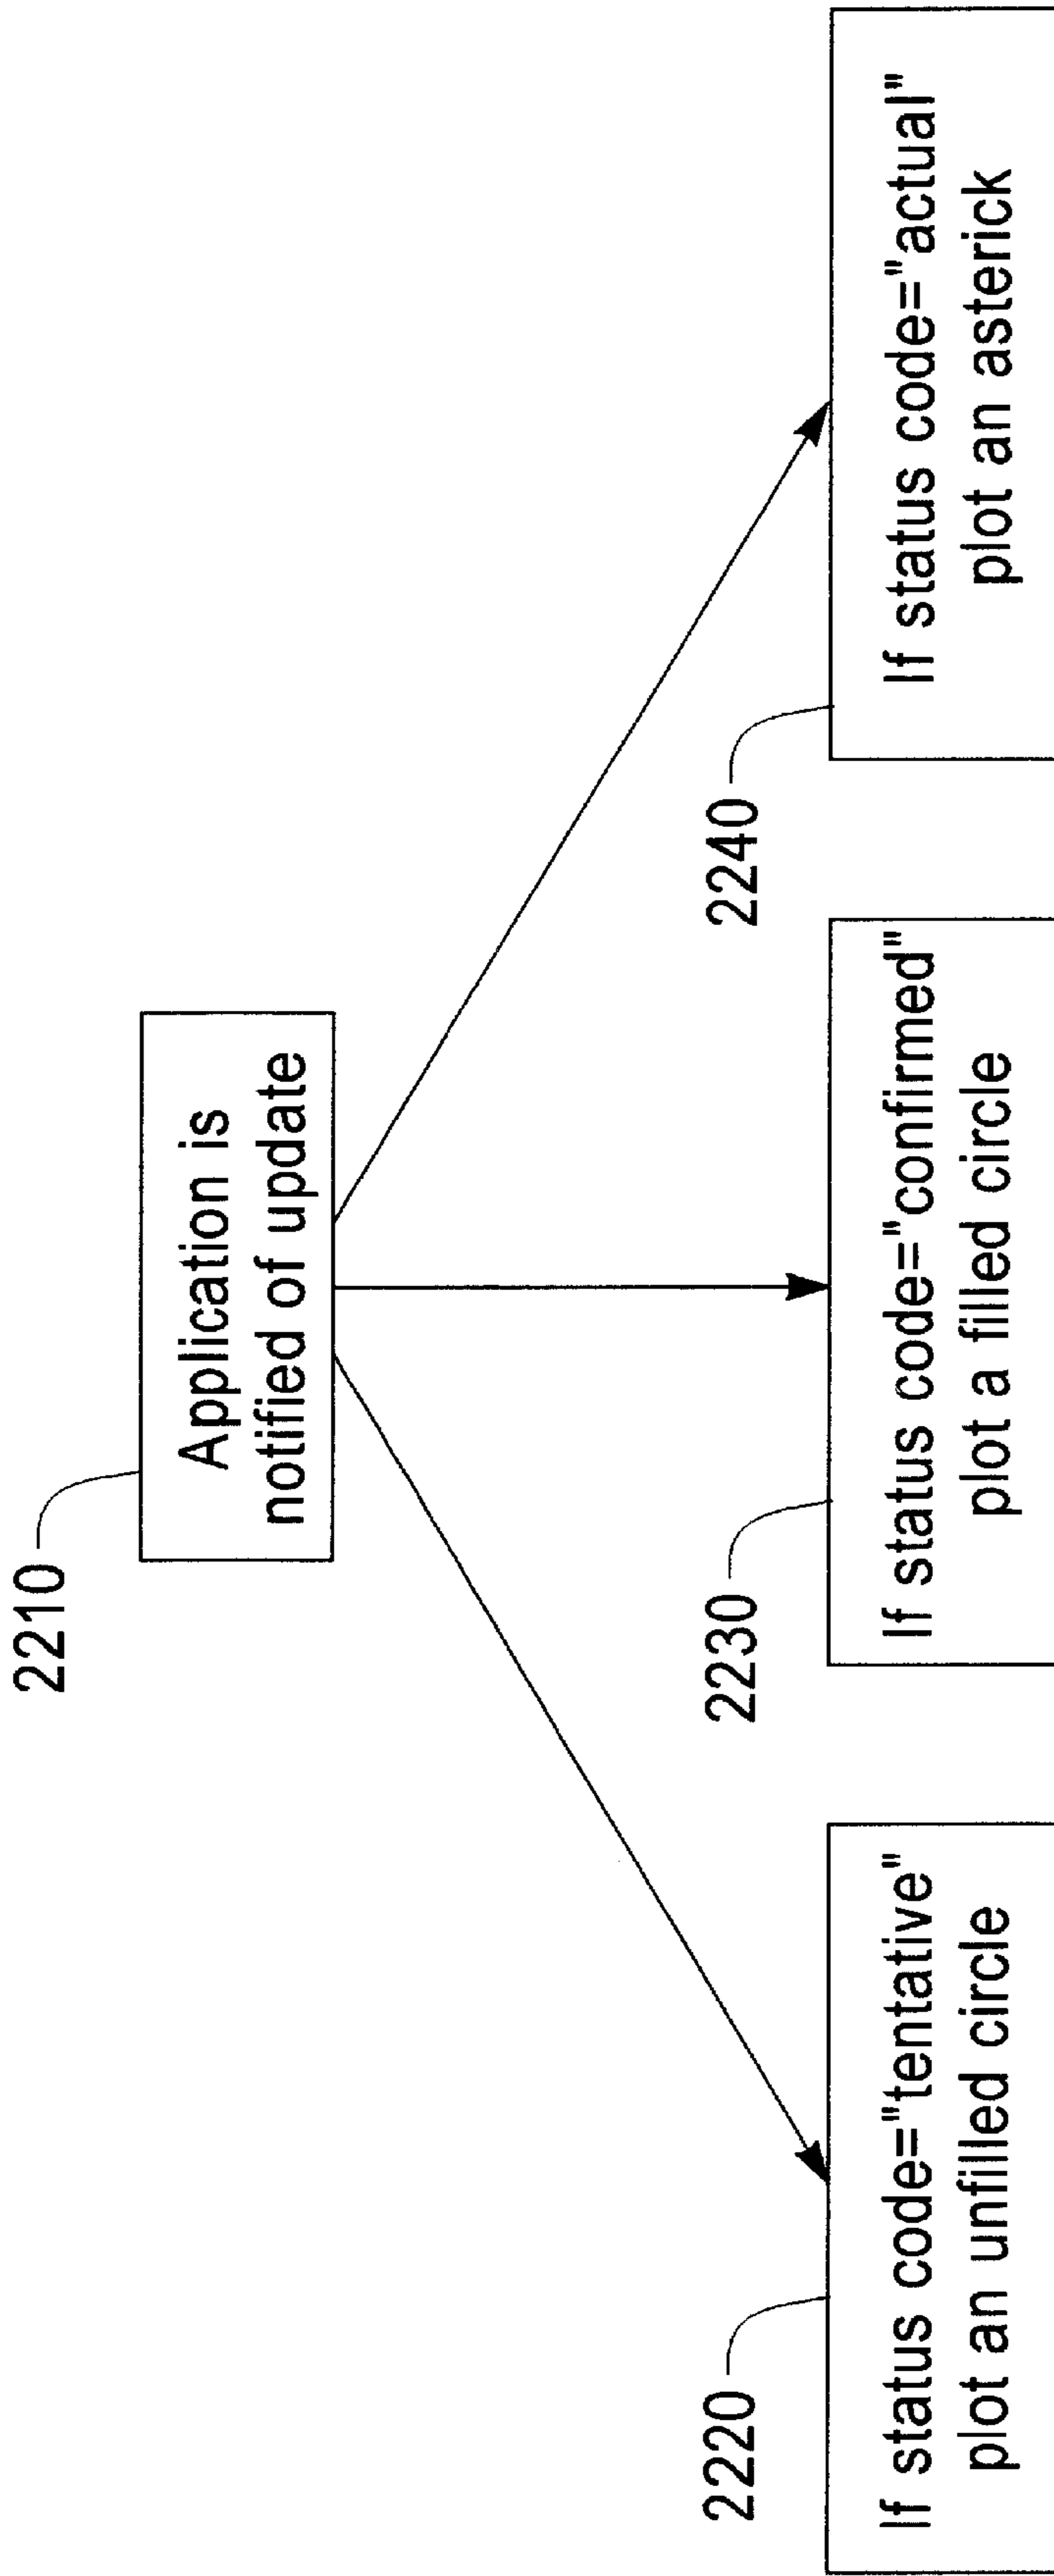 2210
Application is
notified of update
2220
If status code="tentative"
plot an unfilled circle
2230
If status code="confirmed"
plot a filled circle
2240
If status code="actual"
plot an asterick